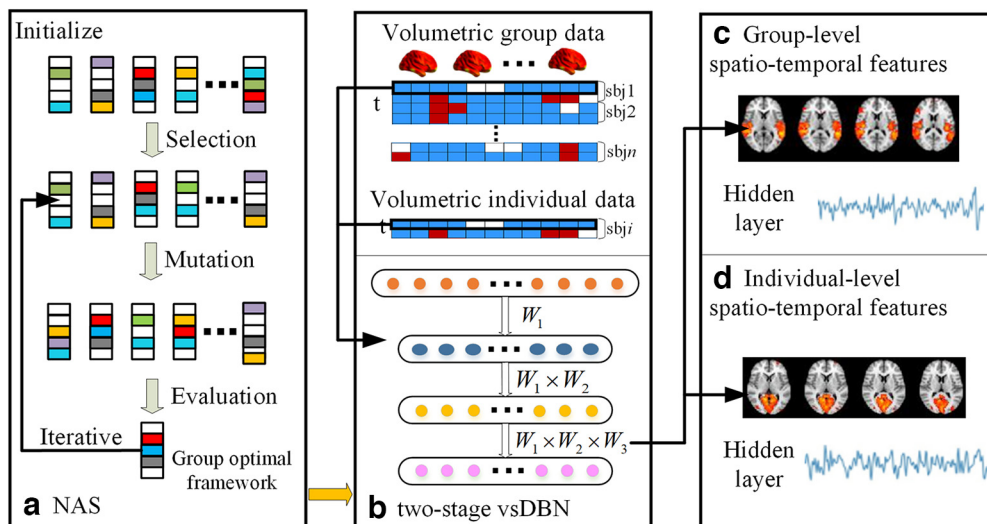 Initialize
Selection
Mutation
Evaluation
Iterative
Group optimal
framework
a NAS
Volumetric group data
t
sbj1
sbj2
sbjn
Volumetric individual data
t
sbji
W1
W1 × W2
W1 × W2 × W3
b two-stage vsDBN
c Group-level
spatio-temporal features
Hidden
layer
d Individual-level
spatio-temporal features
Hidden
layer